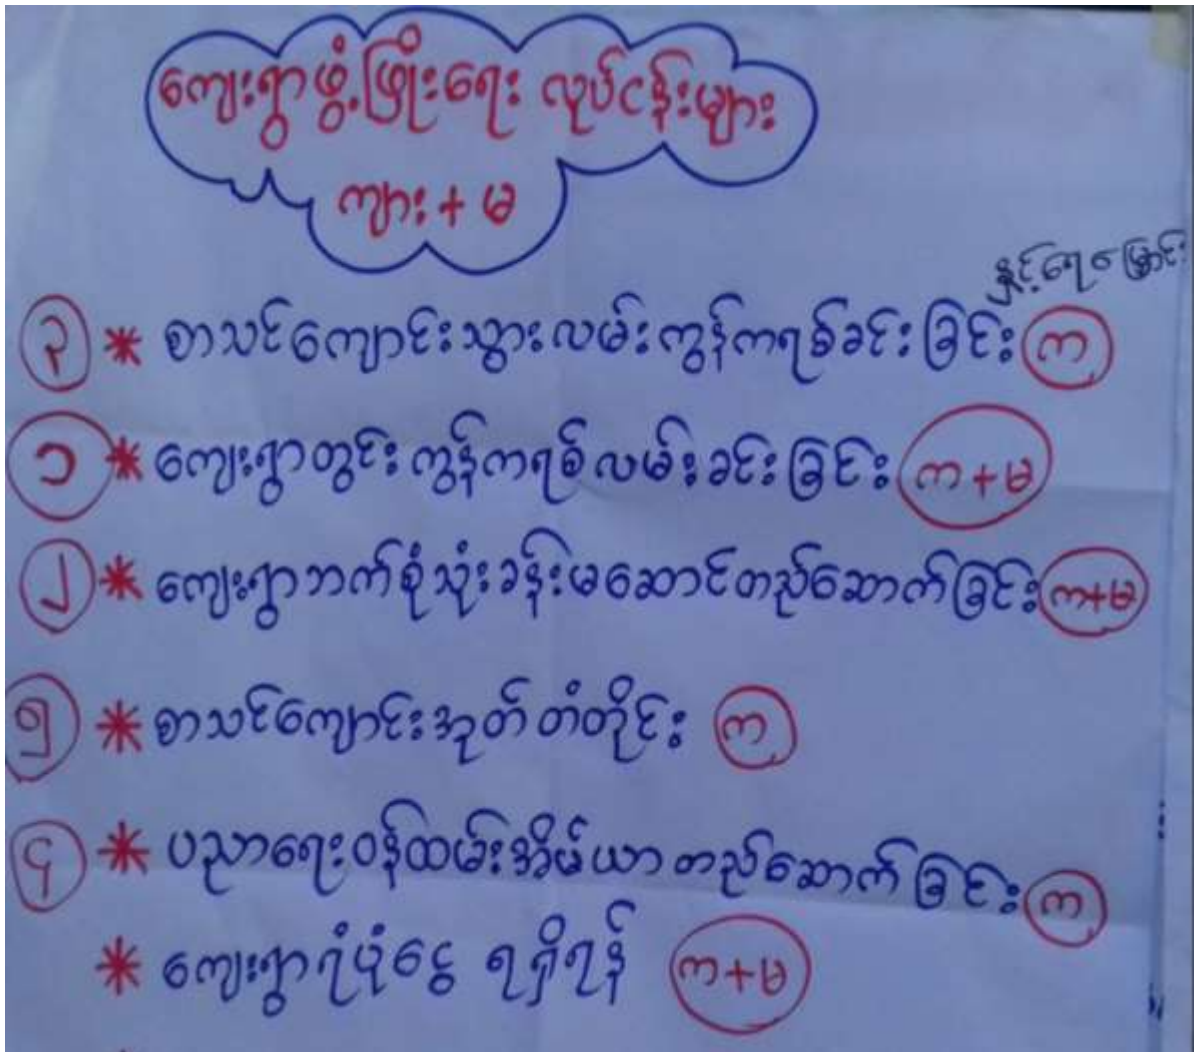 ကျေးရွာဖွံ့ဖြိုးရေး လုပ်ငန်းများ
ကျား + မ
နှင့်ရေမြောင်း
၃ * စာသင်ကျောင်းသွားလမ်းကွန်ကရစ်ခင်းခြင်း က
၁ * ကျေးရွာတွင်းကွန်ကရစ်လမ်းခင်းခြင်း က+မ
၂ * ကျေးရွာဘက်စုံသုံးခန်းမဆောင်တည်ဆောက်ခြင်း က+မ
၅ * စာသင်ကျောင်းအုတ်တံတိုင်း က
၄ * ပညာရေးဝန်ထမ်းအိမ်ယာတည်ဆောက်ခြင်း က
* ကျေးရွာရံပုံငွေ ရရှိရန် က+မ